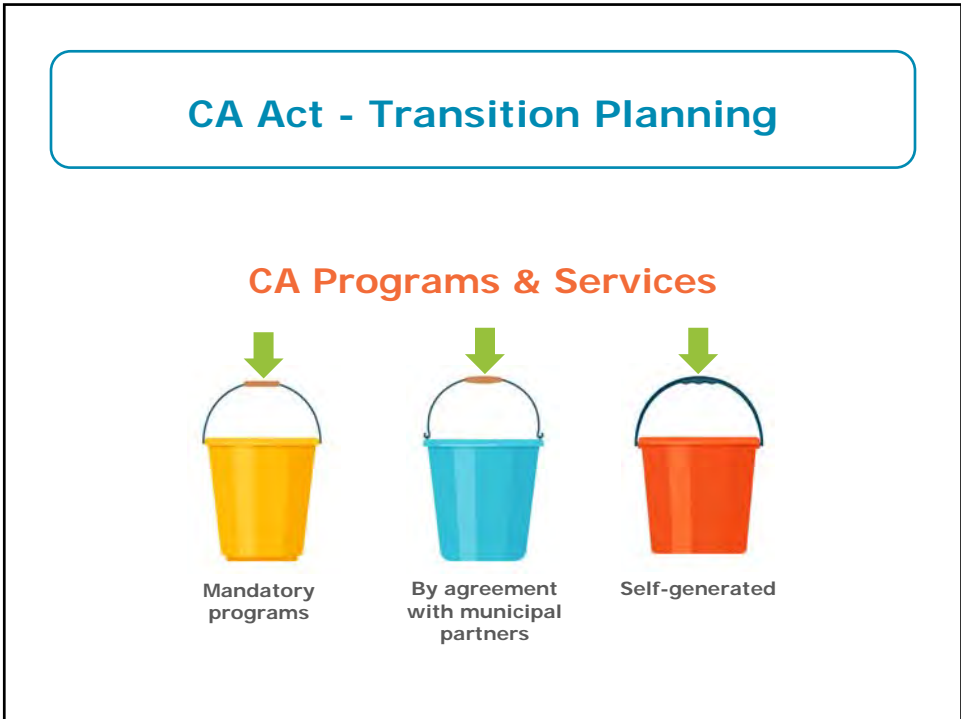 CA Act - Transition Planning
CA Programs & Services
Mandatory
programs
By agreement
with municipal
partners
Self-generated